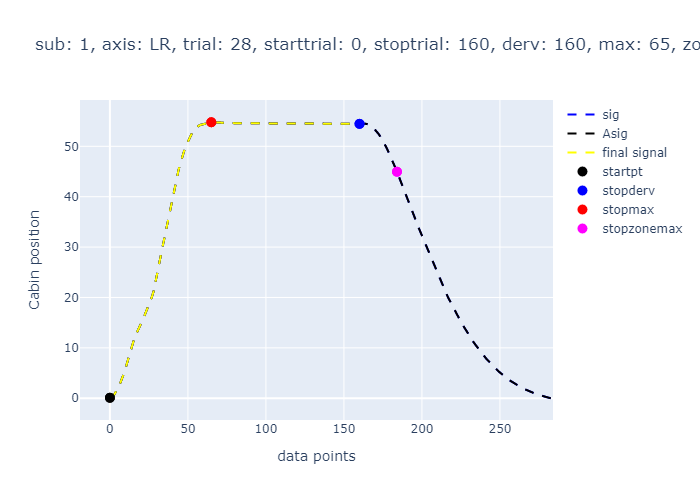 sub: 1, axis: LR, trial: 28, starttrial: 0, stoptrial: 160, derv: 160, max: 65, zo
sig
Asig
final signal
startpt
stopderv
stopmax
stopzonemax
Cabin position
50
40
30
20
10
0
0 50 100 150 200 250
data points